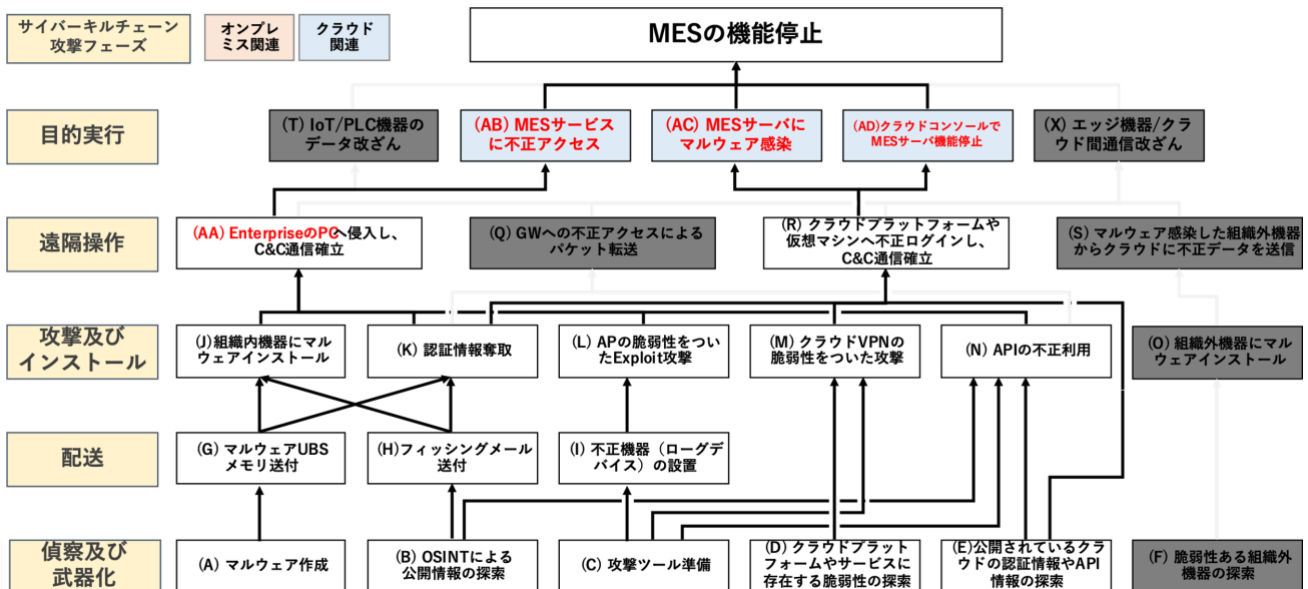 サイバーキルチェーン
攻撃フェーズ
オンプレ
ミス関連
クラウド
関連
MESの機能停止
目的実行
(T) IoT/PLC機器の
データ改ざん
(AB) MESサービス
に不正アクセス
(AC) MESサーバに
マルウェア感染
(AD)クラウドコンソールで
MESサーバ機能停止
(X) エッジ機器/クラ
ウド間通信改ざん
遠隔操作
(AA) EnterpriseのPCへ侵入し、
C&C通信確立
(Q) GWへの不正アクセスによる
パケット転送
(R) クラウドプラットフォームや
仮想マシンへ不正ログインし、
C&C通信確立
(S) マルウェア感染した組織外機器
からクラウドに不正データを送信
攻撃及び
インストール
(J)組織内機器にマル
ウェアインストール
(K) 認証情報奪取
(L) APの脆弱性をつい
たExploit攻撃
(M) クラウドVPNの
脆弱性をついた攻撃
(N) APIの不正利用
(O) 組織外機器にマル
ウェアインストール
配送
(G) マルウェアUBS
メモリ送付
(H)フィッシングメール
送付
(I) 不正機器（ローグデ
バイス）の設置
偵察及び
武器化
(A) マルウェア作成
(B) OSINTによる
公開情報の探索
(C) 攻撃ツール準備
(D) クラウドプラット
フォームやサービスに
存在する脆弱性の探索
(E)公開されているクラ
ウドの認証情報やAPI
情報の探索
(F) 脆弱性ある組織外
機器の探索